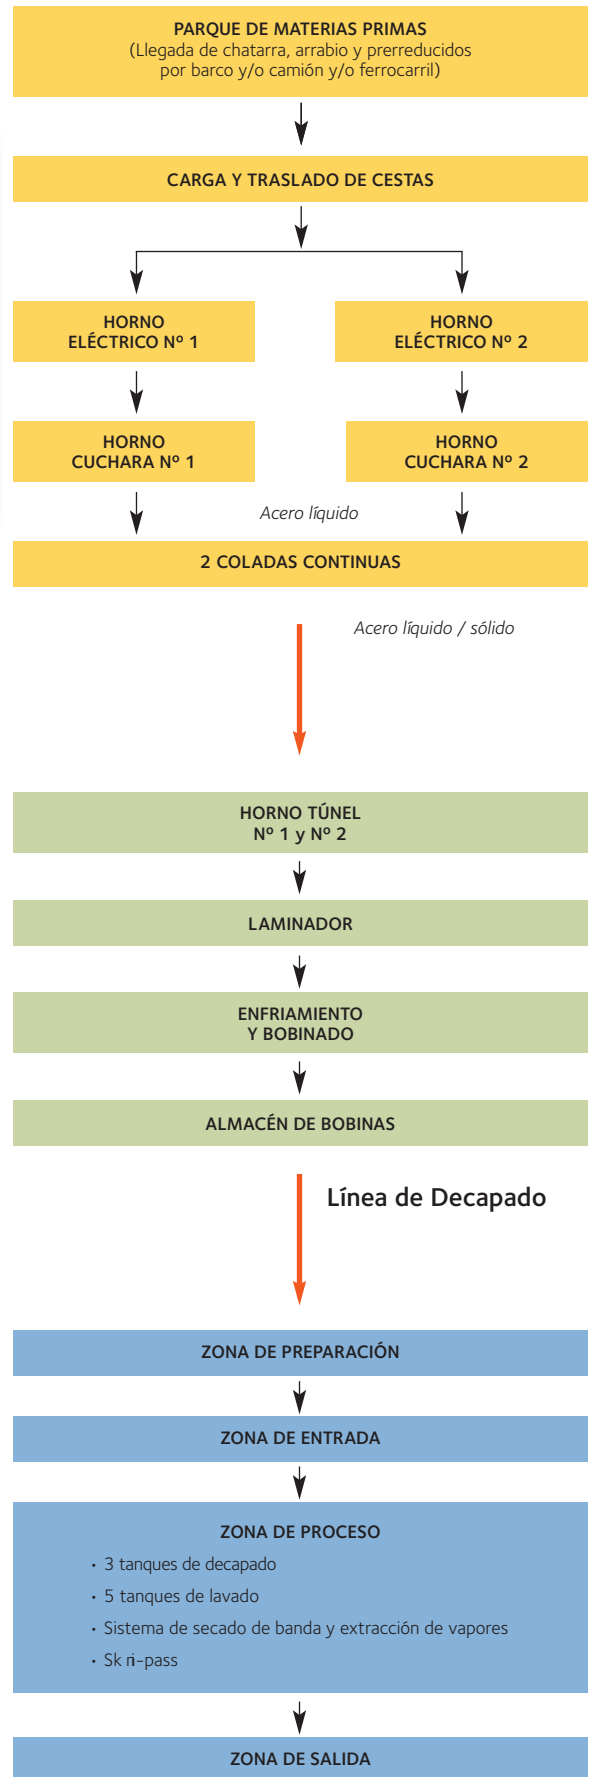 PARQUE DE MATERIAS PRIMAS
(Llegada de chatarra, arrabio y prerreducidos
por barco y/o camión y/o ferrocarril)
CARGA Y TRASLADO DE CESTAS
HORNO
ELÉCTRICO Nº 1
HORNO
ELÉCTRICO Nº 2
HORNO
CUCHARA Nº 1
HORNO
CUCHARA Nº 2
Acero líquido
2 COLADAS CONTINUAS
Acero líquido / sólido
HORNO TÚNEL
Nº 1 y Nº 2
LAMINADOR
ENFRIAMIENTO
Y BOBINADO
ALMACÉN DE BOBINAS
Línea de Decapado
ZONA DE PREPARACIÓN
ZONA DE ENTRADA
ZONA DE PROCESO
• 3 tanques de decapado
• 5 tanques de lavado
• Sistema de secado de banda y extracción de vapores
• Sk ri-pass
ZONA DE SALIDA